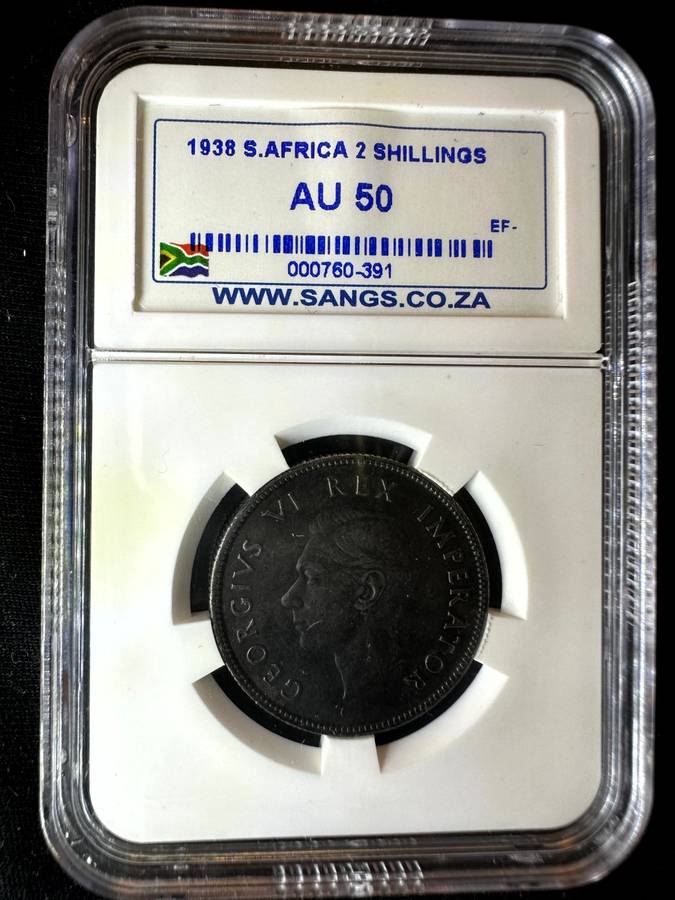 1938 S.AFRICA 2 SHILLINGS
AU 50
EF-
000760-391
WWW.SANGS.CO.ZA
GEORGIVS VI REX IMPERATOR